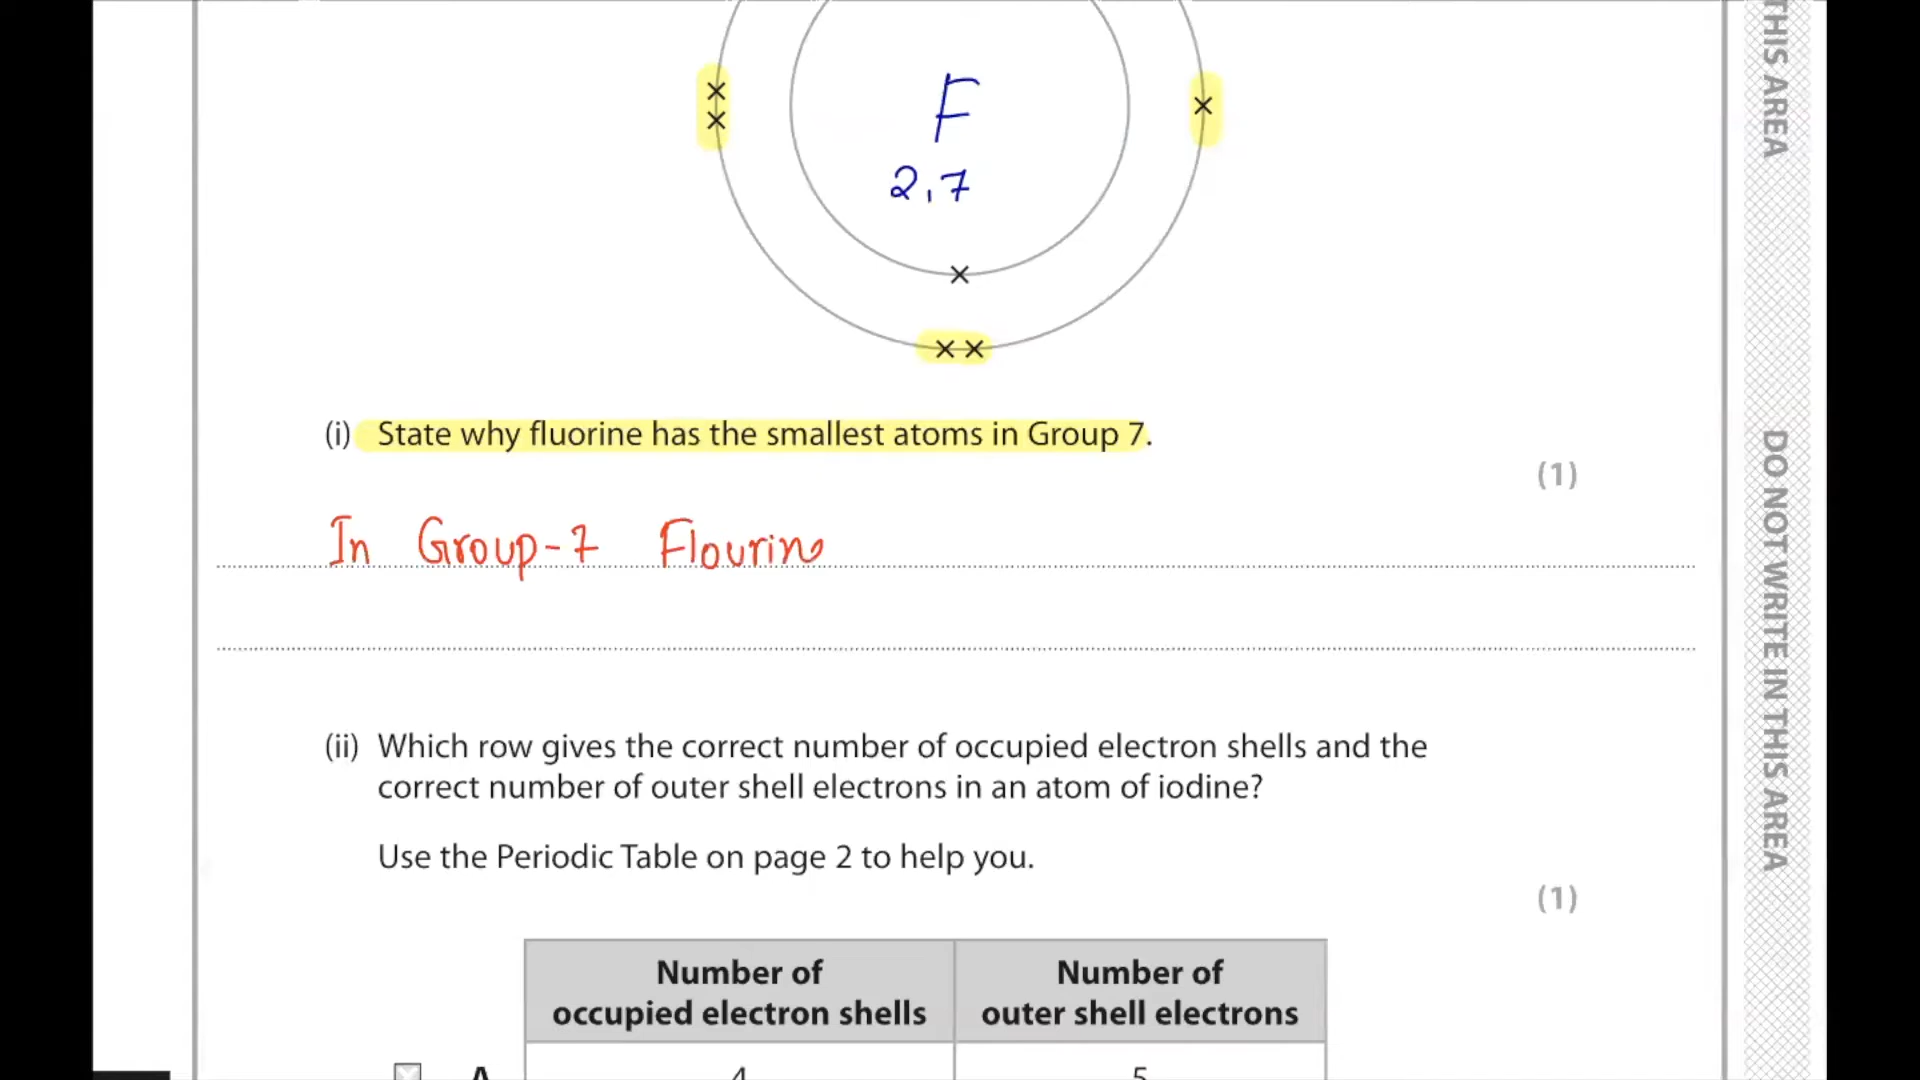 THIS AREA
F
2,7
(i) State why fluorine has the smallest atoms in Group 7.
(1)
In Group-7 Flourine
DO NOT WRITE IN THIS AREA
(ii) Which row gives the correct number of occupied electron shells and the
correct number of outer shell electrons in an atom of iodine?
Use the Periodic Table on page 2 to help you.
(1)
Number of
occupied electron shells
Number of
outer shell electrons
A 4 5